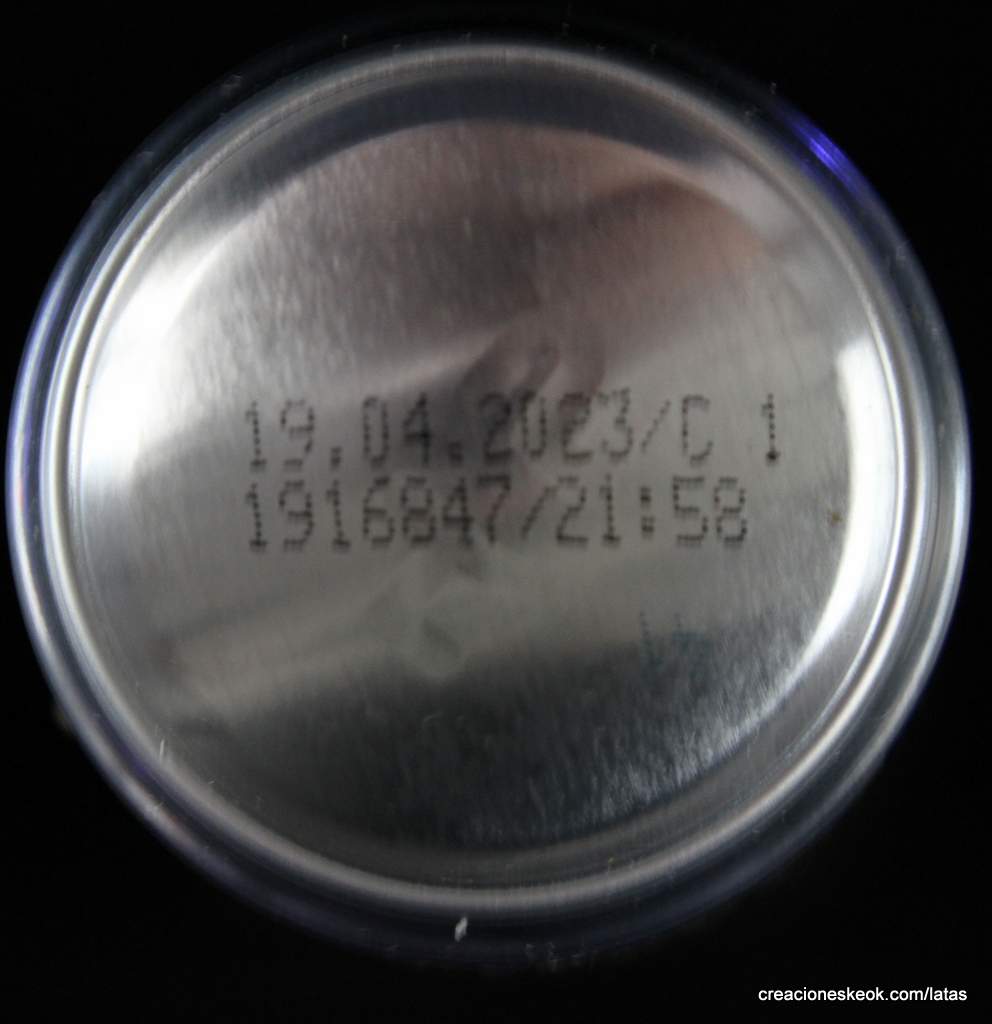 19.04.2023/C 1
1916847/21:58
creacioneskeok.com/latas